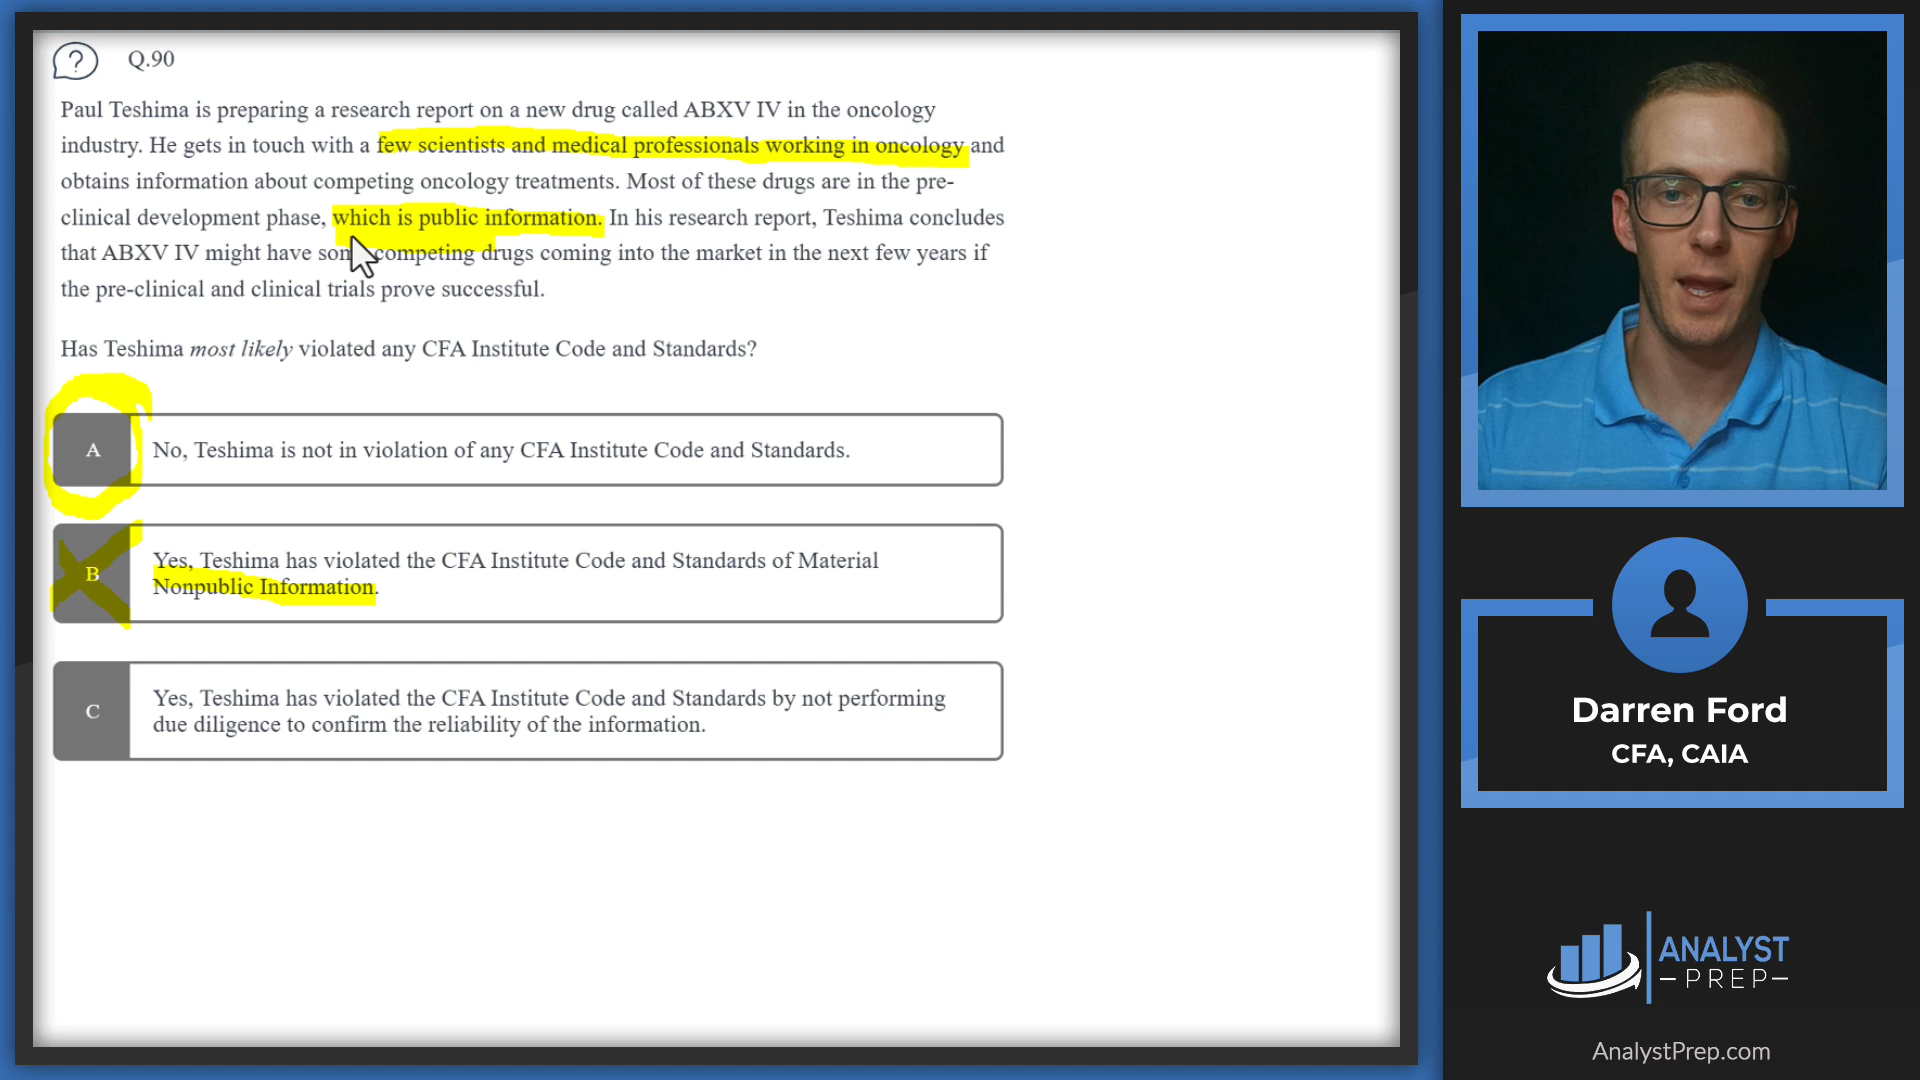 ?
Q.90
Paul Teshima is preparing a research report on a new drug called ABXV IV in the oncology
industry. He gets in touch with a few scientists and medical professionals working in oncology and
obtains information about competing oncology treatments. Most of these drugs are in the pre-
clinical development phase, which is public information. In his research report, Teshima concludes
that ABXV IV might have competing drugs coming into the market in the next few years if
the pre-clinical and clinical trials prove successful.
Has Teshima most likely violated any CFA Institute Code and Standards?
A
No, Teshima is not in violation of any CFA Institute Code and Standards.
B
Yes, Teshima has violated the CFA Institute Code and Standards of Material
Nonpublic Information.
C
Yes, Teshima has violated the CFA Institute Code and Standards by not performing
due diligence to confirm the reliability of the information.
Darren Ford
CFA, CAIA
ANALYST
PREP
AnalystPrep.com